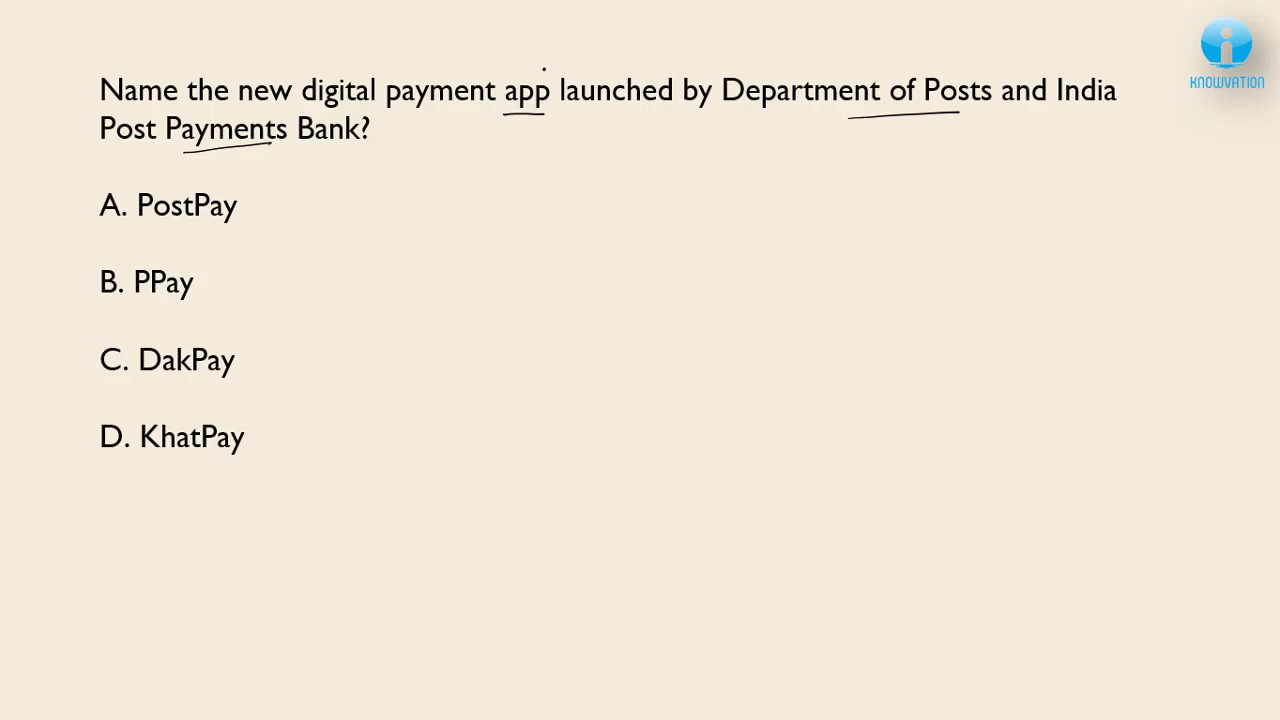 KNOWVATION
Name the new digital payment app launched by Department of Posts and India
Post Payments Bank?
A. PostPay
B. PPay
C. DakPay
D. KhatPay